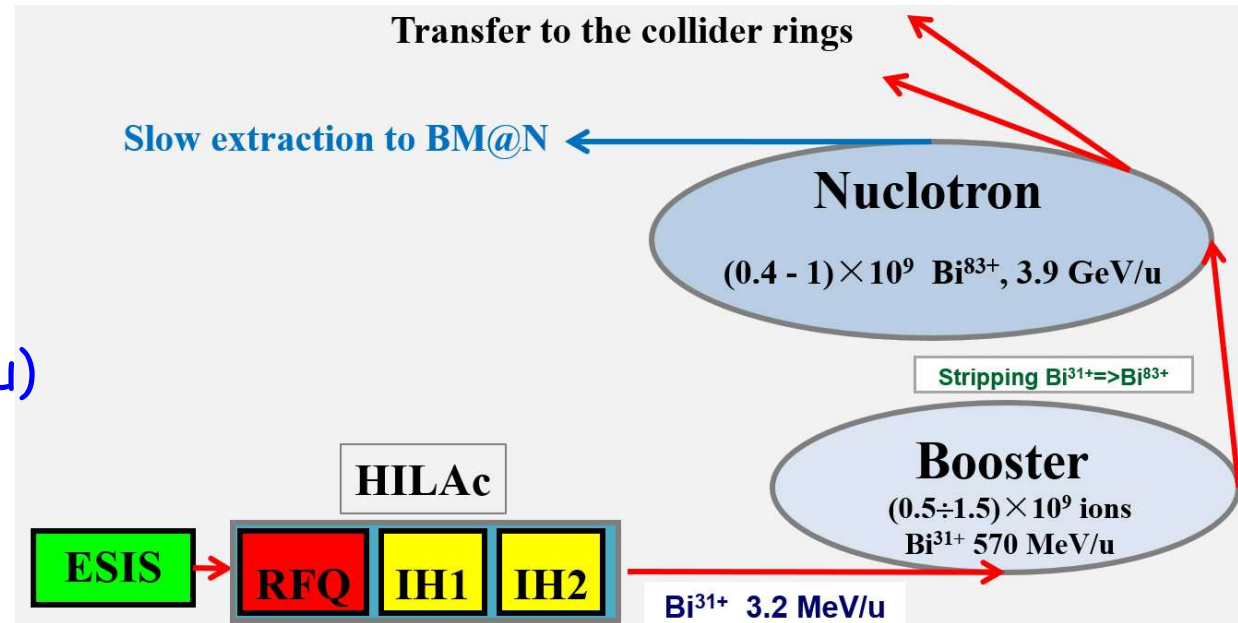 Transfer to the collider rings
Slow extraction to BM@N
Nuclotron
(0.4 - 1)×10⁹ Bi⁸³⁺, 3.9 GeV/u
u)
Stripping Bi³¹⁺=>Bi⁸³⁺
Booster
(0.5÷1.5)×10⁹ ions
Bi³¹⁺ 570 MeV/u
HILAc
ESIS
RFQ IH1 IH2
Bi³¹⁺ 3.2 MeV/u